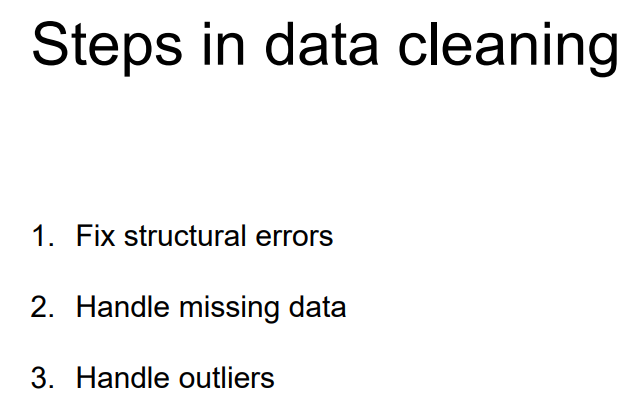 Steps in data cleaning
1. Fix structural errors
2. Handle missing data
3. Handle outliers